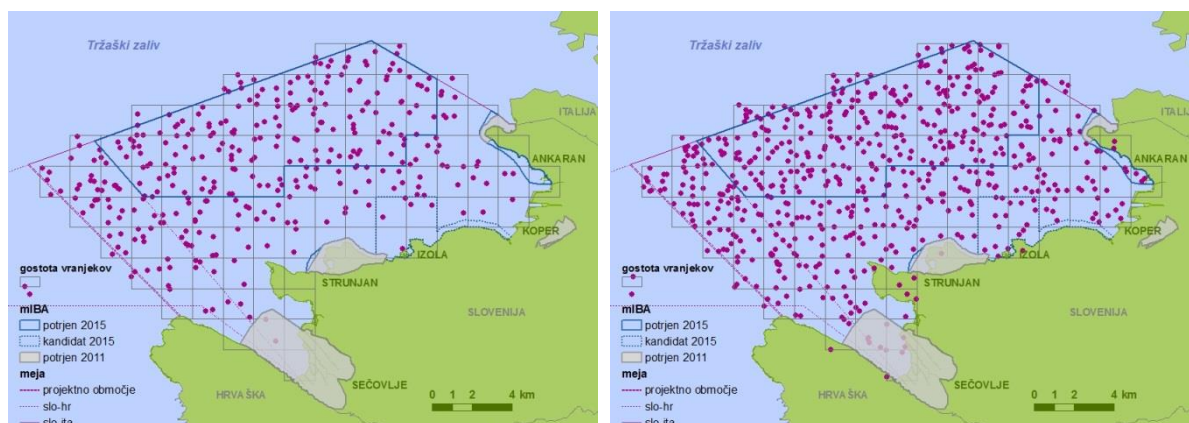 Tržaški zaliv
ITALIJA
ANKARAN
KOPER
IZOLA
STRUNJAN
SLOVENIJA
SEČOVLJE
HRVAŠKA
gostota vranjekov
mIBA
potrjen 2015
kandidat 2015
potrjen 2011
meja
projektno območje
slo-hr
slo-ita
0 1 2 4 km
Tržaški zaliv
ITALIJA
ANKARAN
KOPER
IZOLA
STRUNJAN
SLOVENIJA
SEČOVLJE
HRVAŠKA
gostota vranjekov
mIBA
potrjen 2015
kandidat 2015
potrjen 2011
meja
projektno območje
slo-hr
slo-ita
0 1 2 4 km